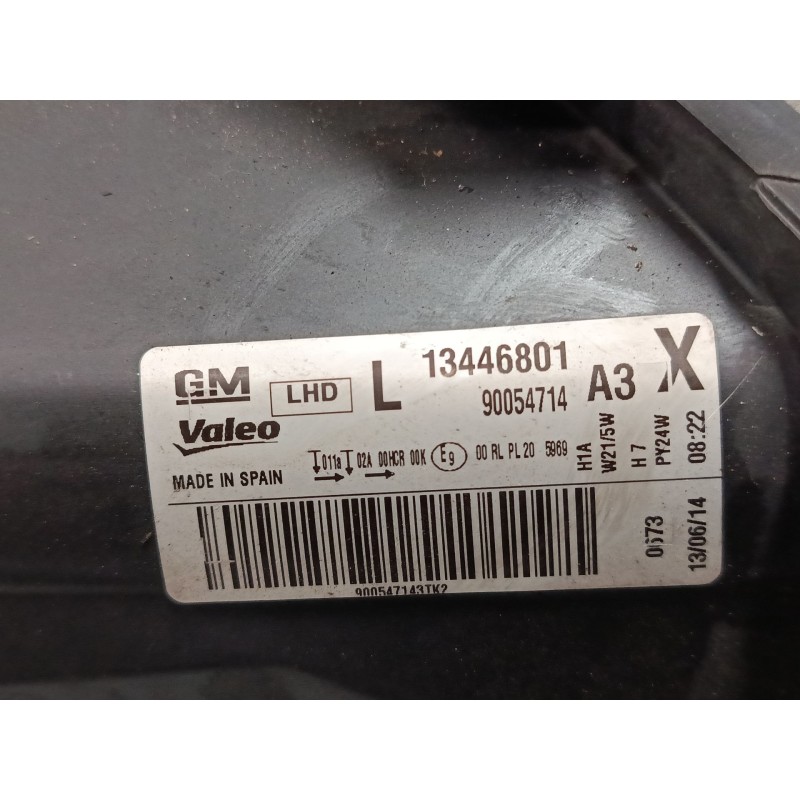 GM LHD L 13446801 A3 X
Valeo 90054714
MADE IN SPAIN 011a 02A 00HCR 00K E9 00 RL PL 20 5969
H1A
W21/5W
H7
PY24W
08:22
0673
13/06/14
900547143TK2